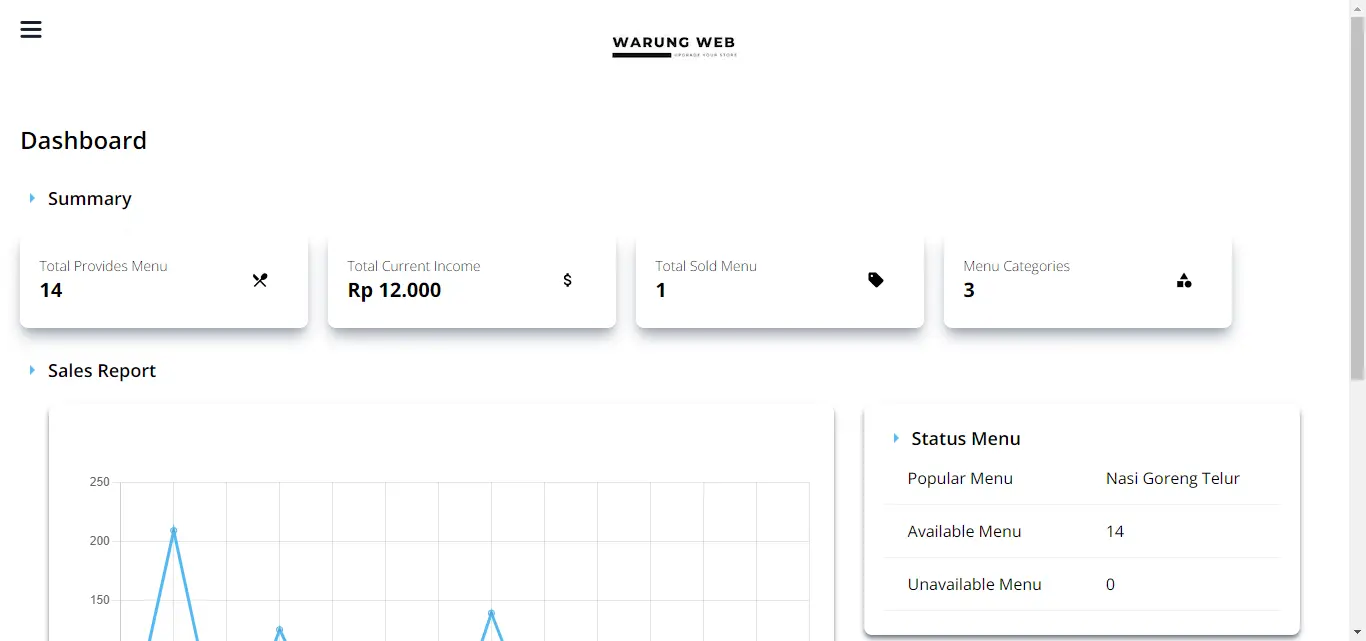 WARUNG WEB
UPGRADE YOUR STORE
Dashboard
Summary
Total Provides Menu
14
Total Current Income
Rp 12.000
$
Total Sold Menu
1
Menu Categories
3
Sales Report
250
200
150
Status Menu
Popular Menu Nasi Goreng Telur
Available Menu 14
Unavailable Menu 0